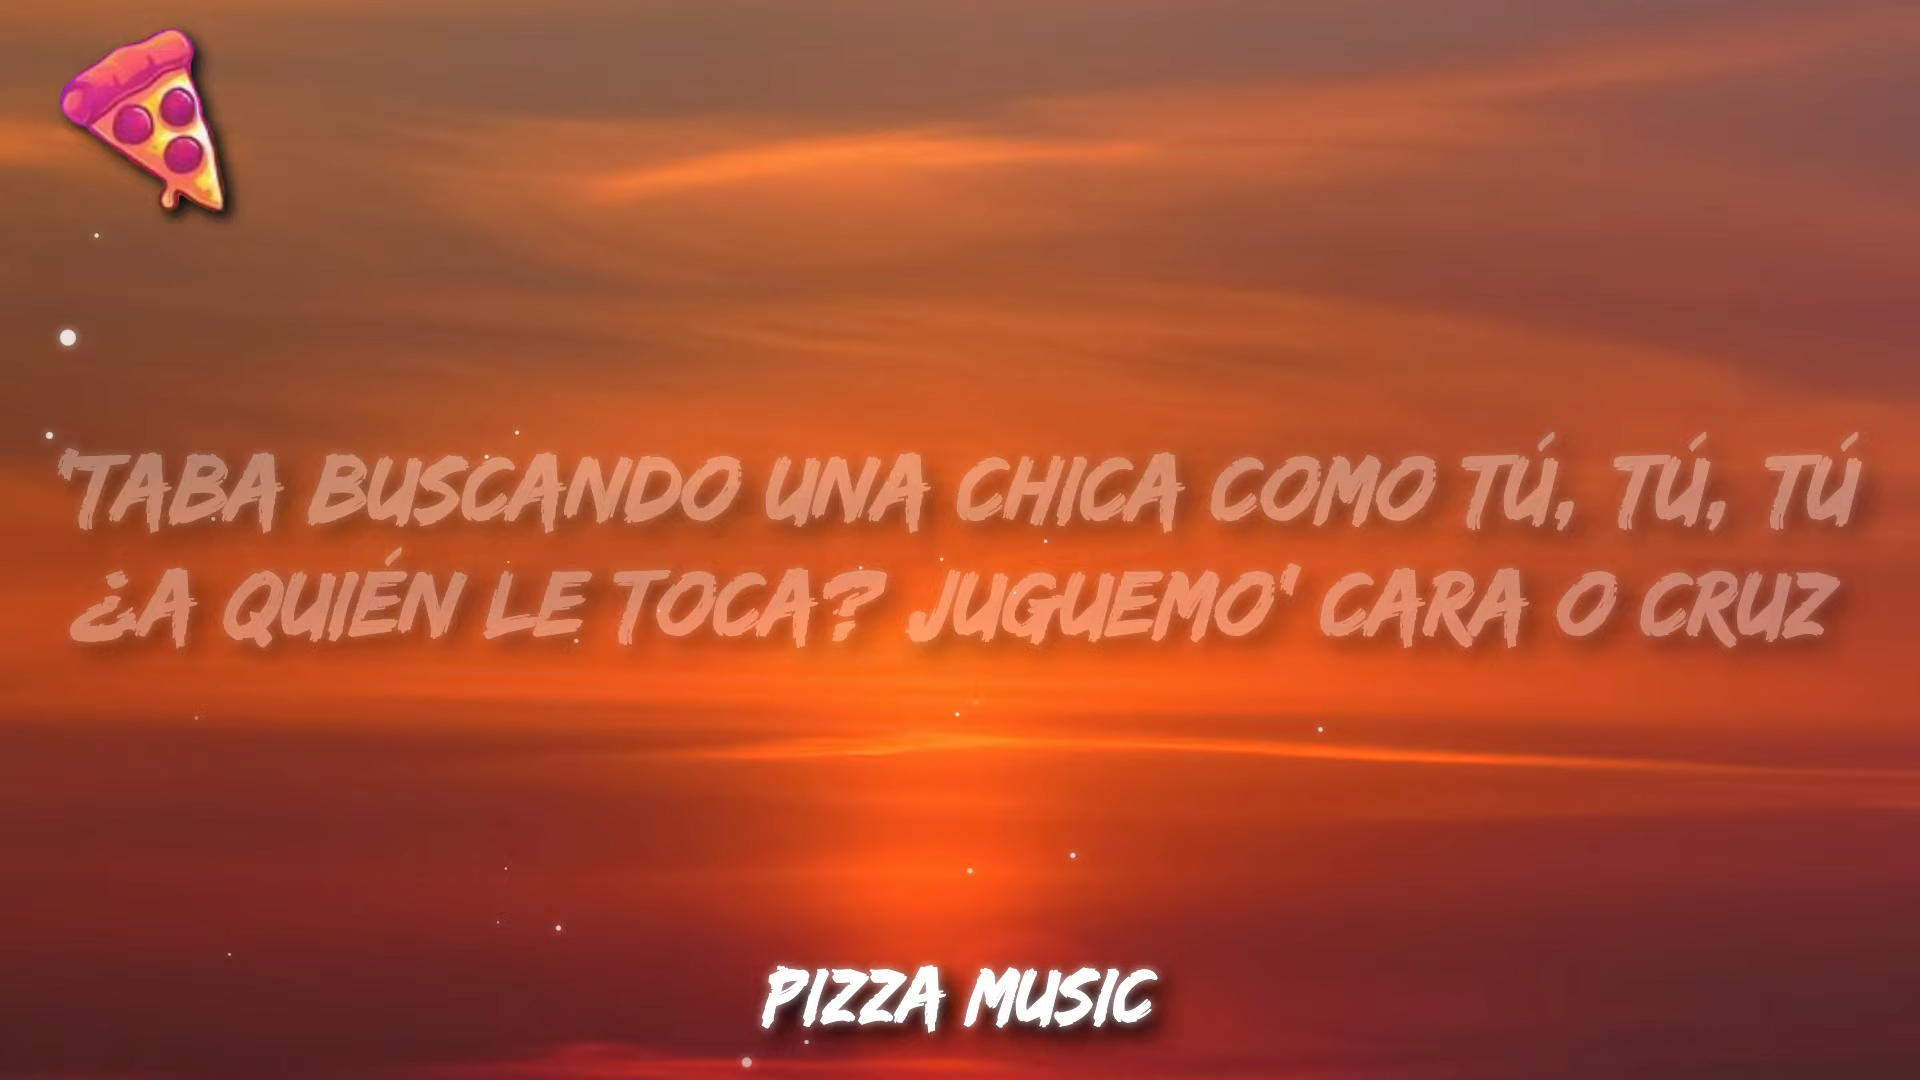 'TABA BUSCANDO UNA CHICA COMO TÚ, TÚ, TÚ
¿A QUIÉN LE TOCA? JUGUEMO' CARA O CRUZ
PIZZA MUSIC